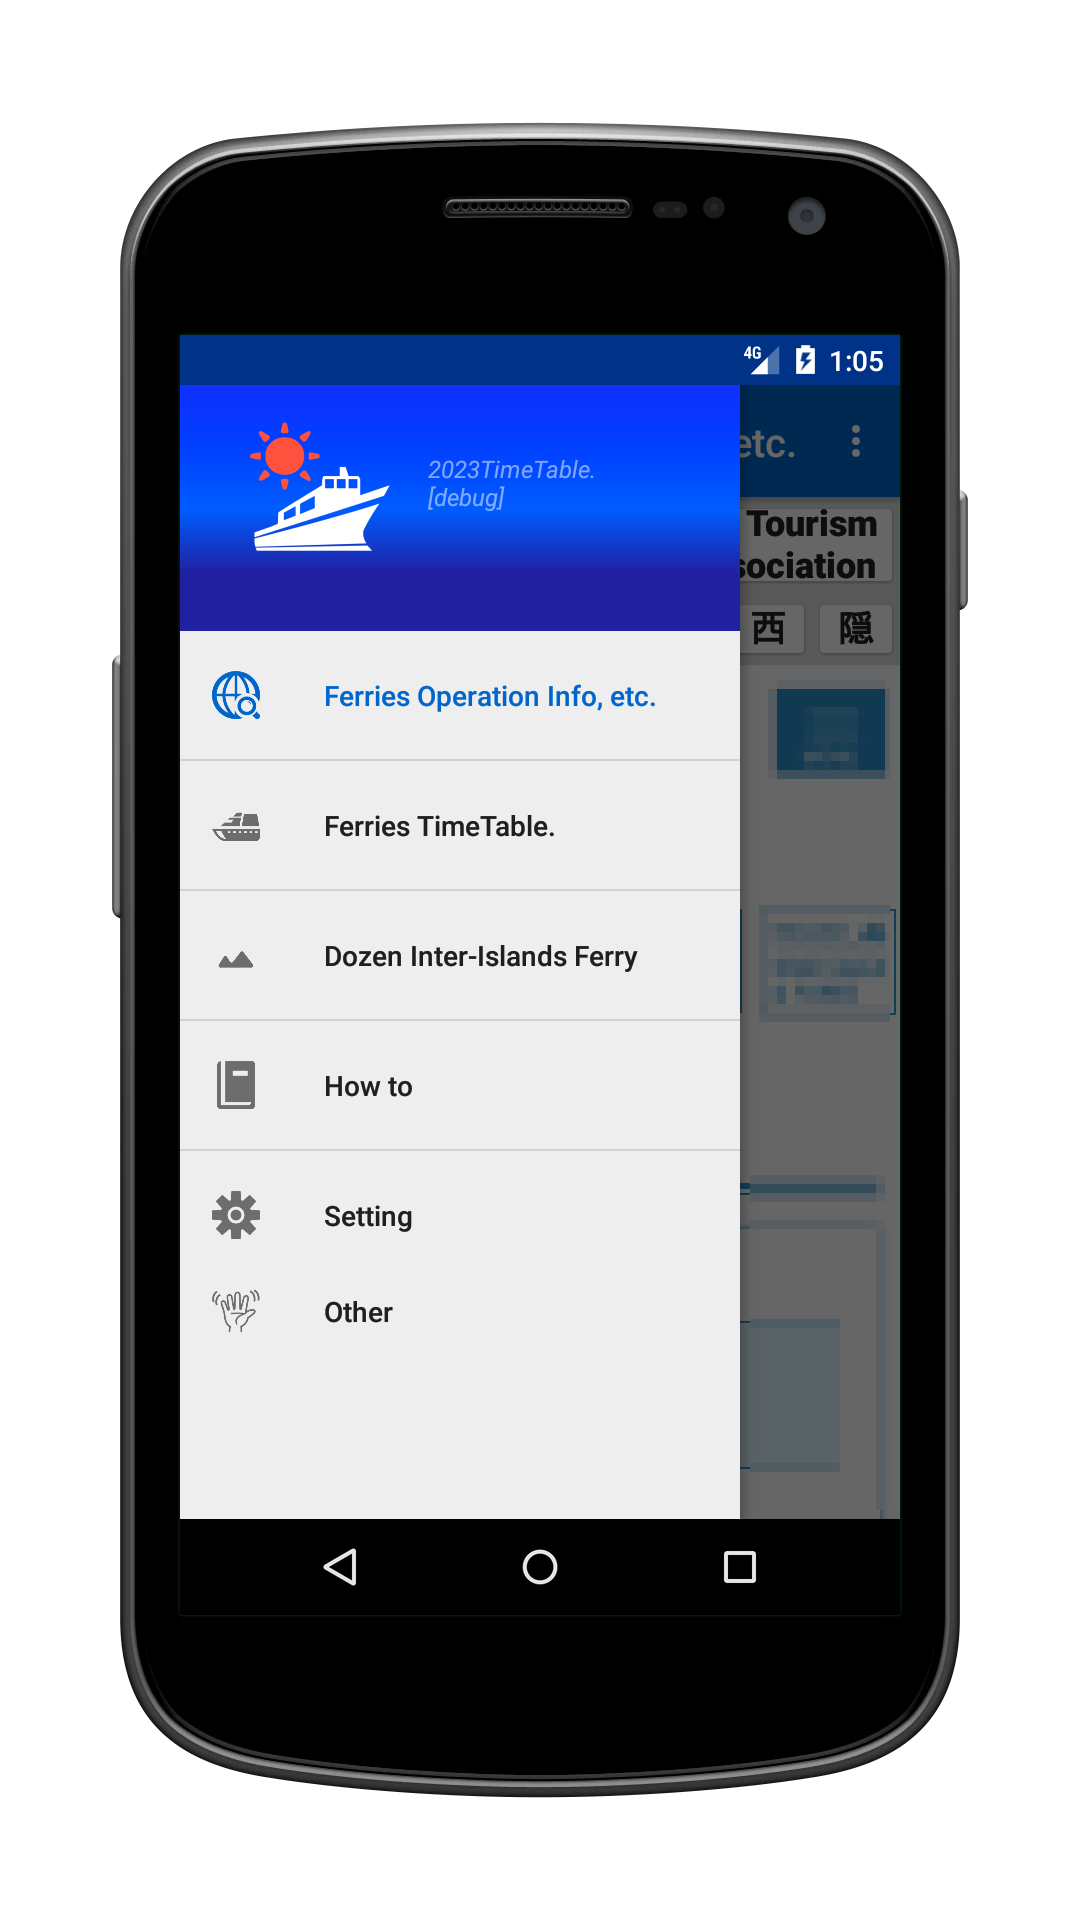 4G 1:05
etc.
2023TimeTable.
[debug]
Tourism
sociation
西 隠
Ferries Operation Info, etc.
Ferries TimeTable.
Dozen Inter-Islands Ferry
How to
Setting
Other